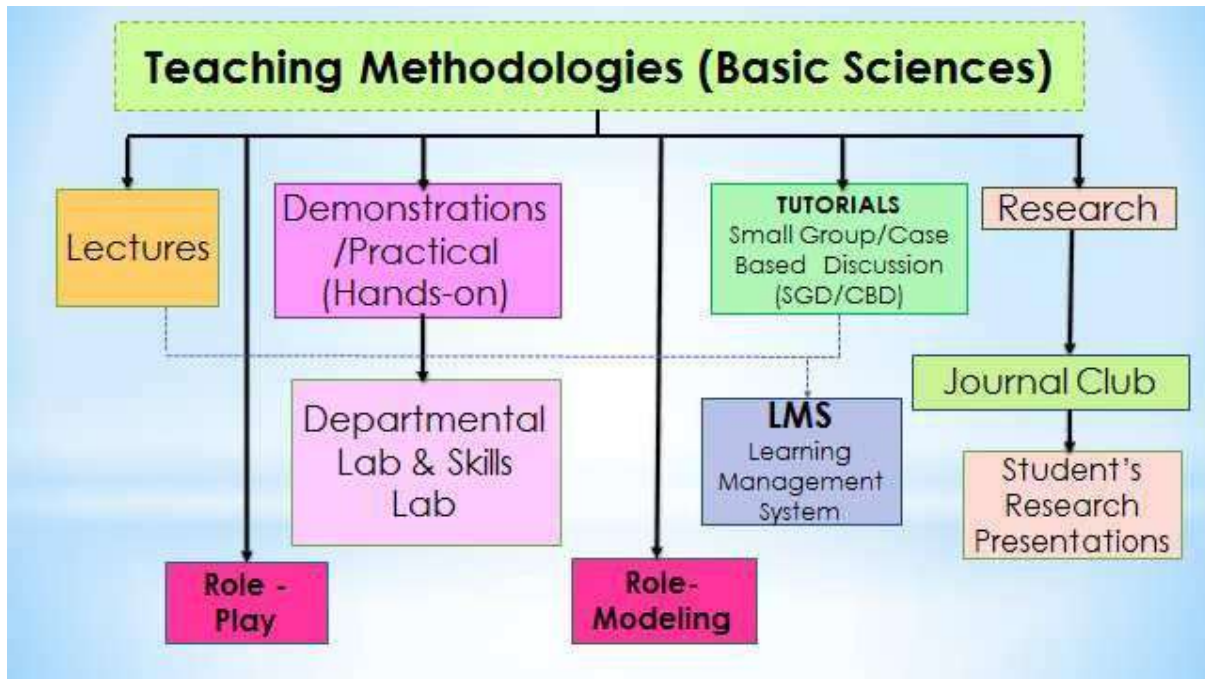 Teaching Methodologies (Basic Sciences)
Lectures
Demonstrations
/Practical
(Hands-on)
TUTORIALS
Small Group/Case
Based Discussion
(SGD/CBD)
Research
Departmental
Lab & Skills
Lab
LMS
Learning
Management
System
Journal Club
Student’s
Research
Presentations
Role -
Play
Role-
Modeling